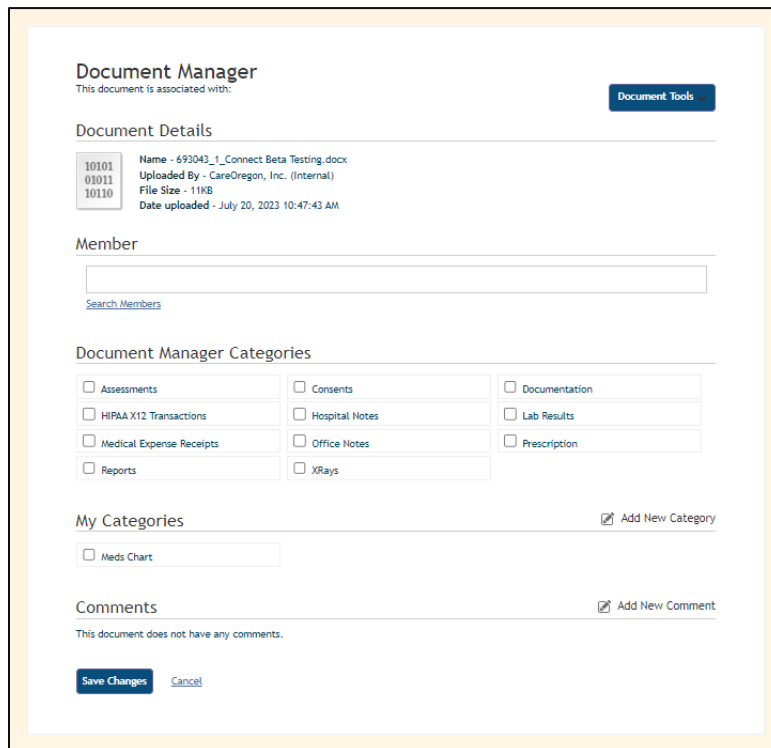 Document Manager
This document is associated with:
Document Tools
Document Details
10101
01011
10110
Name - 693043_1_Connect Beta Testing.docx
Uploaded By - CareOregon, Inc. (Internal)
File Size - 11KB
Date uploaded - July 20, 2023 10:47:43 AM
Member
Search Members
Document Manager Categories
Assessments
Consents
Documentation
HIPAA X12 Transactions
Hospital Notes
Lab Results
Medical Expense Receipts
Office Notes
Prescription
Reports
XRays
My Categories
Add New Category
Meds Chart
Comments
Add New Comment
This document does not have any comments.
Save Changes
Cancel